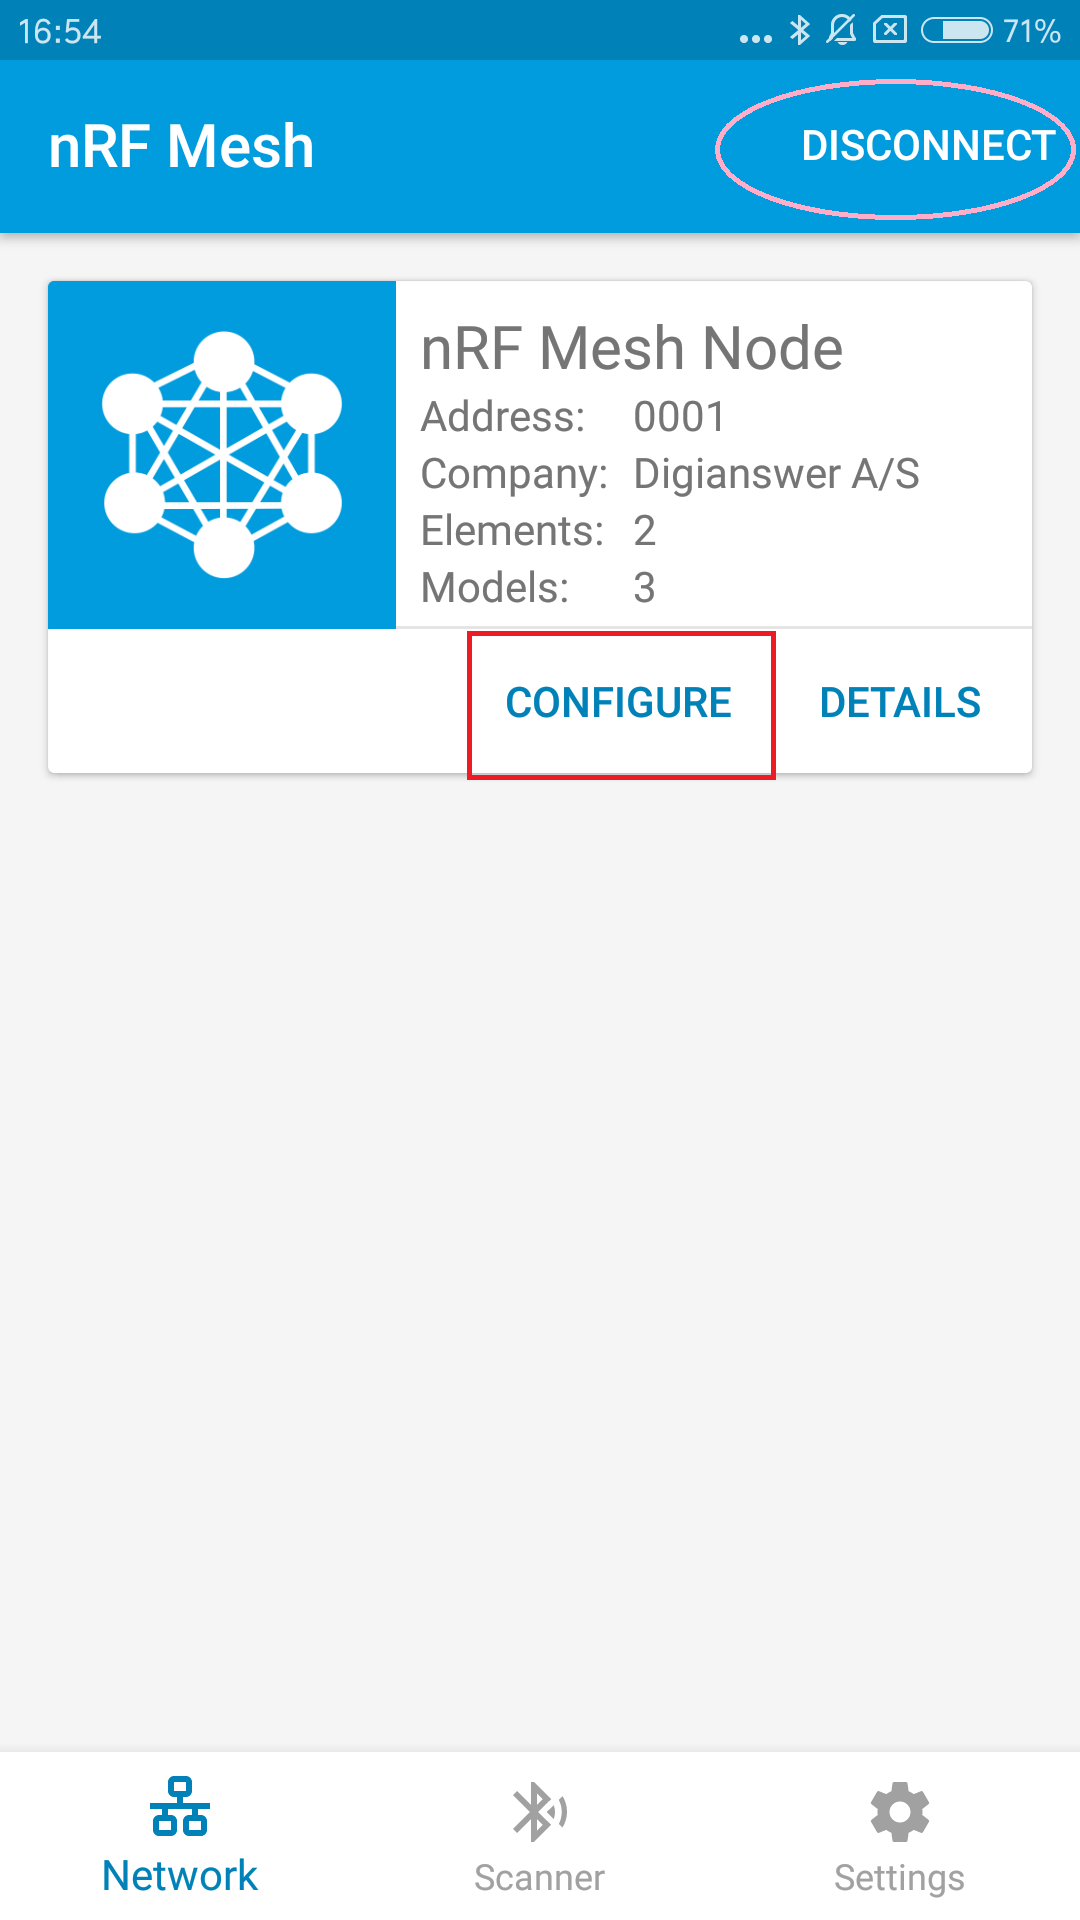 16:54
71%
nRF Mesh
DISCONNECT
nRF Mesh Node
Address: 0001
Company: Digianswer A/S
Elements: 2
Models: 3
CONFIGURE DETAILS
Network Scanner Settings